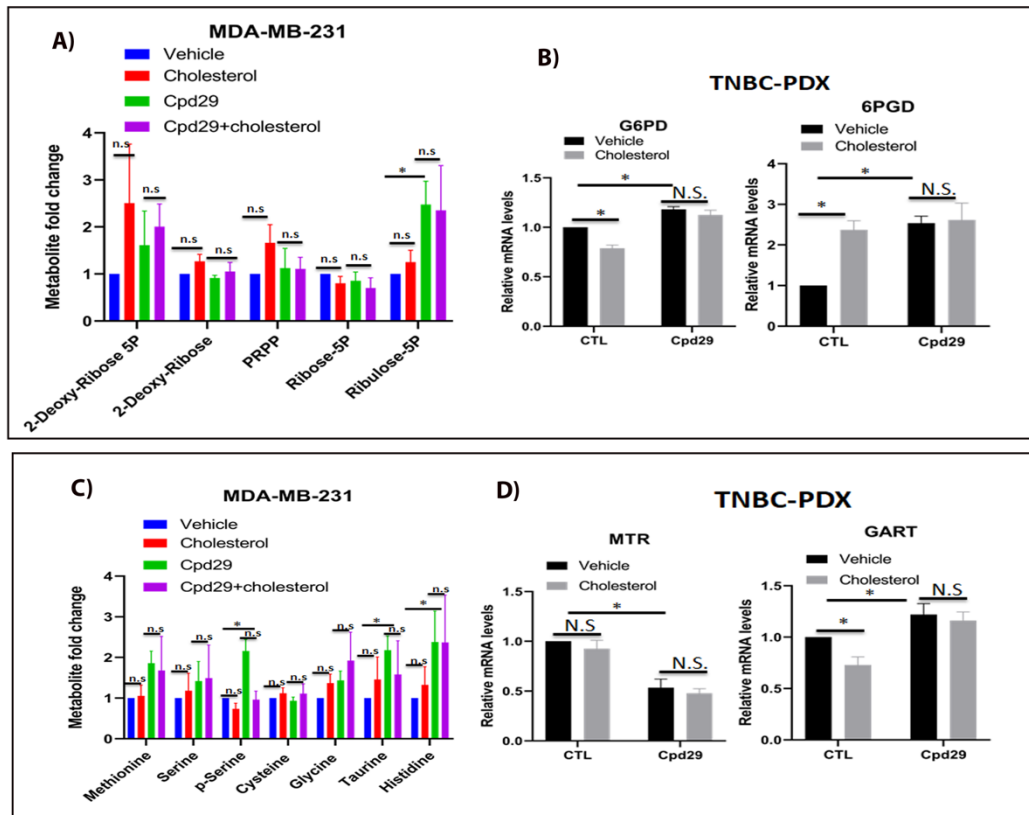 A)
MDA-MB-231
Vehicle
Cholesterol
Cpd29
Cpd29+cholesterol
Metabolite fold change
4
3
2
1
0
n.s
n.s
n.s
n.s
n.s
n.s
n.s
n.s
n.s
*
n.s
2-Deoxy-Ribose 5P
2-Deoxy-Ribose
PRPP
Ribose-5P
Ribulose-5P
B)
TNBC-PDX
G6PD
Vehicle
Cholesterol
Relative mRNA levels
1.5
1.0
0.5
0.0
*
*
N.S.
CTL
Cpd29
6PGD
Relative mRNA levels
4
3
2
1
0
*
*
N.S.
CTL
Cpd29
C)
MDA-MB-231
Vehicle
Cholesterol
Cpd29
Cpd29+cholesterol
Metabolite fold change
4
3
2
1
0
n.s
n.s
n.s
n.s
n.s
*
n.s
n.s
n.s
n.s
n.s
n.s
*
n.s
n.s
*
n.s
Methionine
Serine
p-Serine
Cysteine
Glycine
Taurine
Histidine
D)
TNBC-PDX
MTR
Vehicle
Cholesterol
Relative mRNA levels
1.5
1.0
0.5
0.0
N.S
*
N.S.
CTL
Cpd29
GART
Vehicle
Cholesterol
Relative mRNA levels
1.5
1.0
0.5
0.0
*
*
N.S
CTL
Cpd29